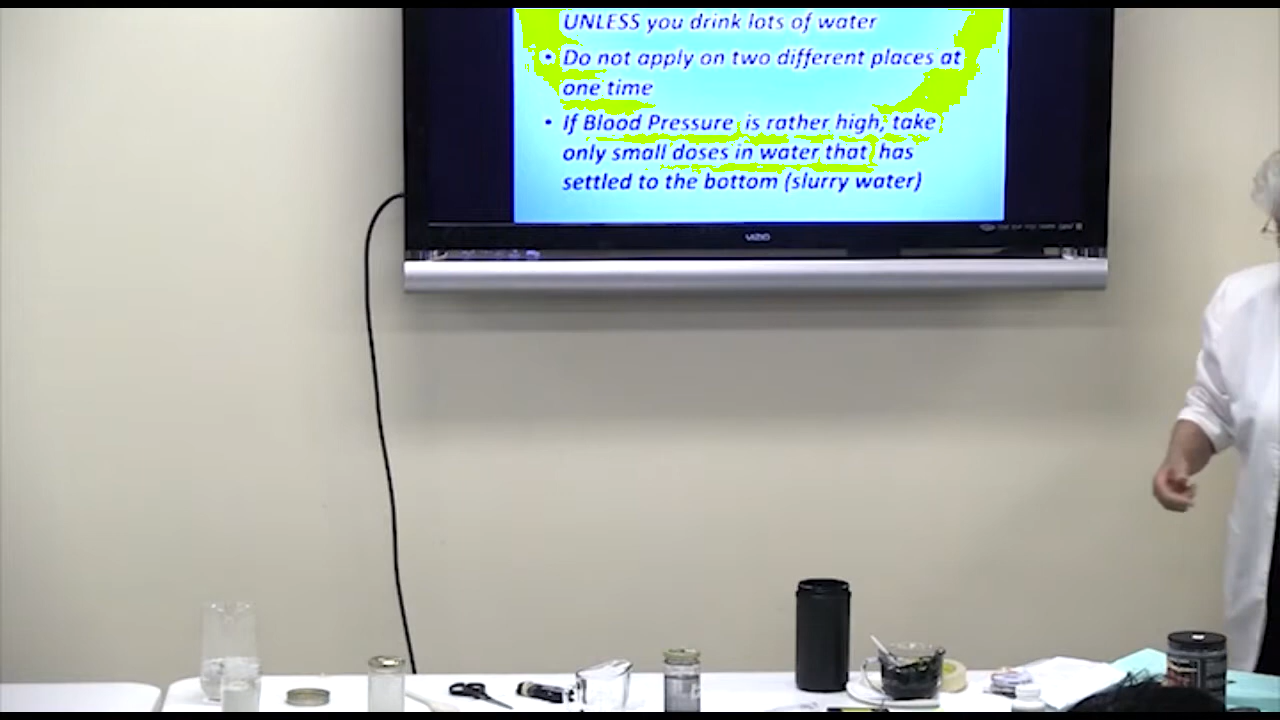 UNLESS you drink lots of water
• Do not apply on two different places at
one time
• If Blood Pressure is rather high, take
only small doses in water that has
settled to the bottom (slurry water)
VIZIO